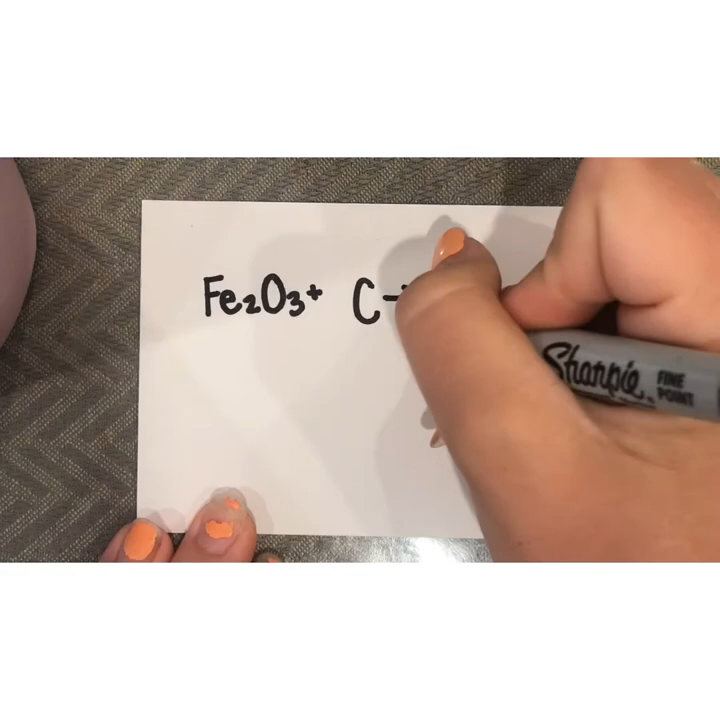 Fe₂O₃ + C →
Sharpie
FINE
POINT